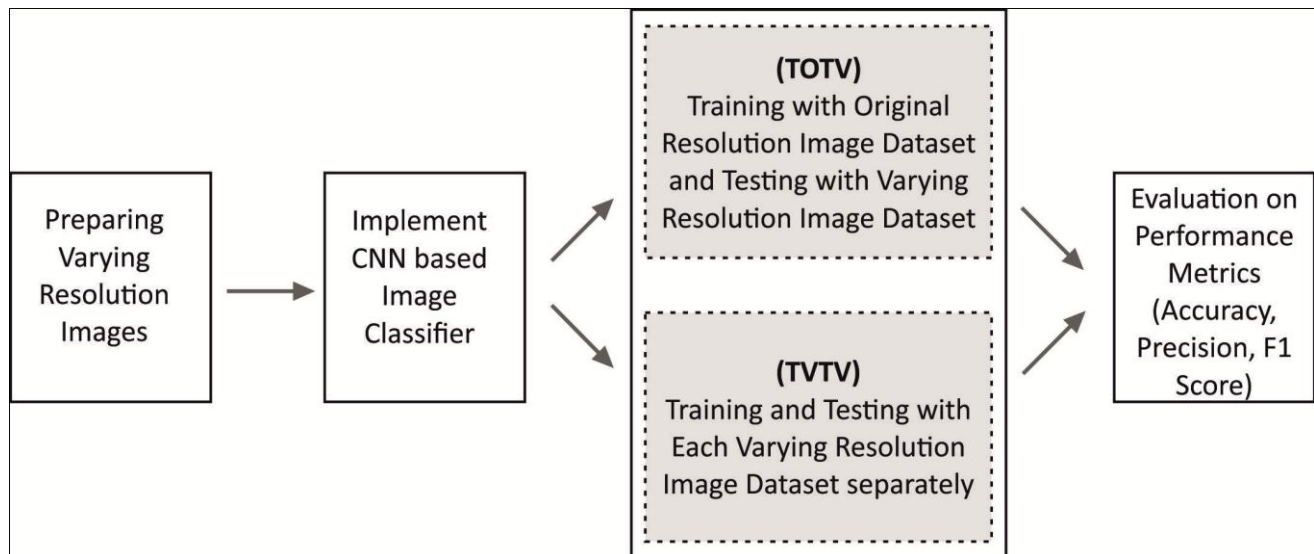 Preparing
Varying
Resolution
Images
Implement
CNN based
Image
Classifier
(TOTV)
Training with Original
Resolution Image Dataset
and Testing with Varying
Resolution Image Dataset
(TVTV)
Training and Testing with
Each Varying Resolution
Image Dataset separately
Evaluation on
Performance
Metrics
(Accuracy,
Precision, F1
Score)